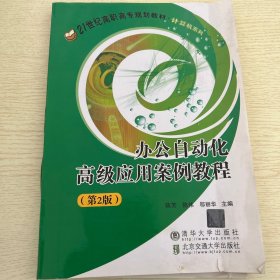 21世纪高职高专规划教材
计算机系列
办公自动化
高级应用案例教程
（第2版）
主编
清华大学出版社
北京交通大学出版社